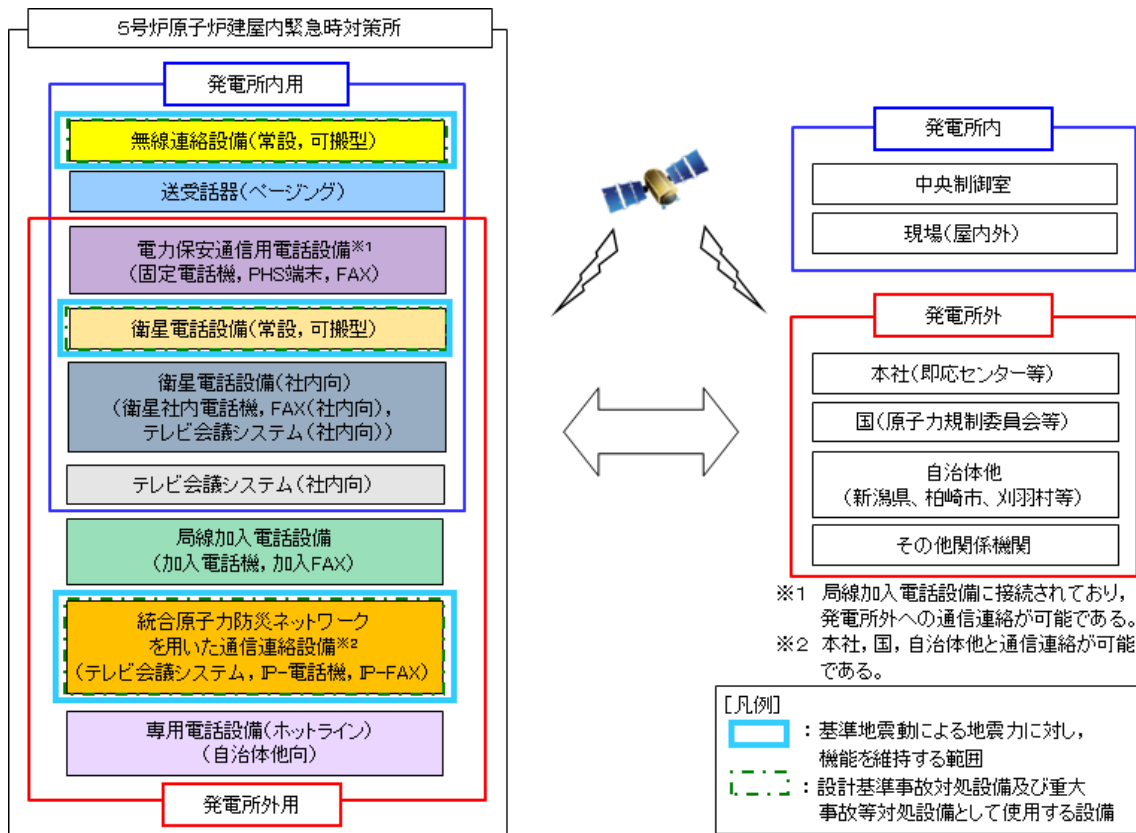 5号炉原子炉建屋内緊急時対策所
発電所内用
無線連絡設備(常設,可搬型)
送受話器(ページング)
電力保安通信用電話設備※1
(固定電話機,PHS端末,FAX)
衛星電話設備(常設,可搬型)
衛星電話設備(社内向)
(衛星社内電話機,FAX(社内向),
テレビ会議システム(社内向))
テレビ会議システム(社内向)
局線加入電話設備
(加入電話機,加入FAX)
統合原子力防災ネットワーク
を用いた通信連絡設備※2
(テレビ会議システム,IP-電話機,IP-FAX)
専用電話設備(ホットライン)
(自治体他向)
発電所外用
発電所内
中央制御室
現場(屋内外)
発電所外
本社(即応センター等)
国(原子力規制委員会等)
自治体他
(新潟県、柏崎市、刈羽村等)
その他関係機関
※1 局線加入電話設備に接続されており,
発電所外への通信連絡が可能である。
※2 本社,国,自治体他と通信連絡が可能
である。
[凡例]
:基準地震動による地震力に対し,
機能を維持する範囲
:設計基準事故対処設備及び重大
事故等対処設備として使用する設備